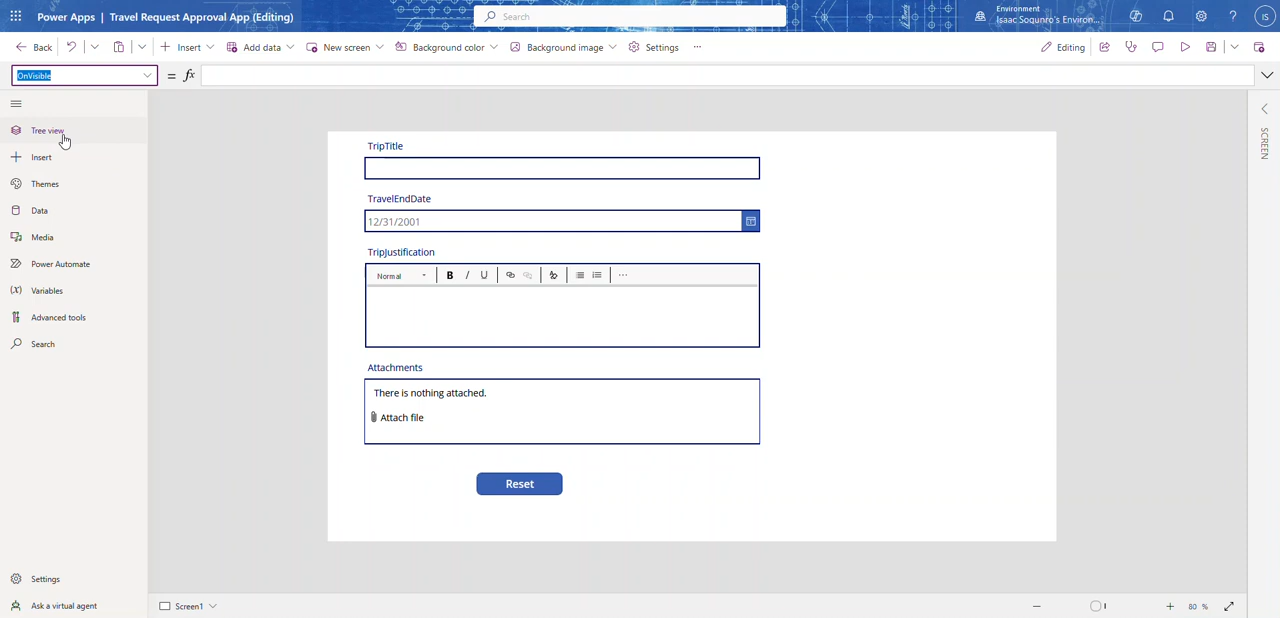 Power Apps | Travel Request Approval App (Editing)
Search
Environment
Isaac Soqunro's Environ...
IS
Back
Insert
Add data
New screen
Background color
Background image
Settings
...
Editing
OnVisible
= fx
Tree view
Insert
Themes
Data
Media
Power Automate
Variables
Advanced tools
Search
Settings
Ask a virtual agent
TripTitle
TravelEndDate
12/31/2001
TripJustification
Normal
B I U
...
Attachments
There is nothing attached.
Attach file
Reset
Screen1
80 %
SCREEN